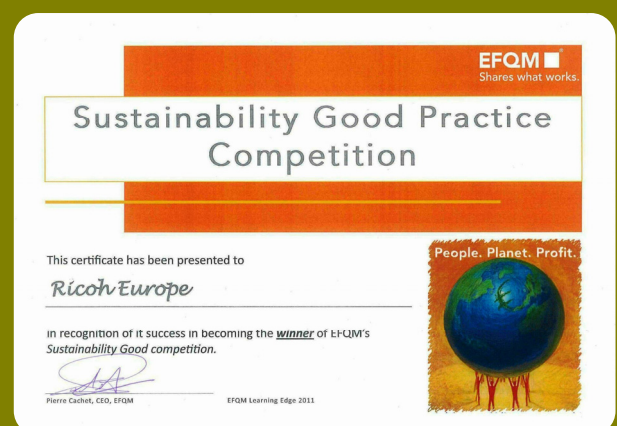 EFQM
Shares what works.
Sustainability Good Practice
Competition
This certificate has been presented to
Ricoh Europe
People. Planet. Profit.
in recognition of it success in becoming the winner of EFQM's
Sustainability Good competition.
Pierre Cachet, CEO, EFQM
EFQM Learning Edge 2011